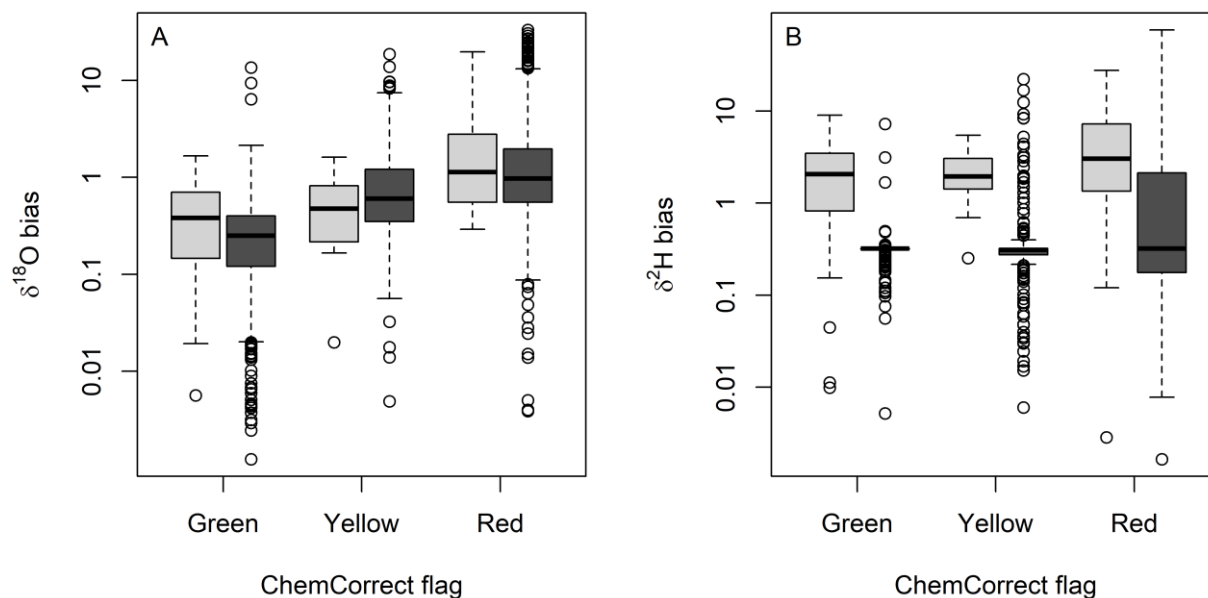 A
δ18O bias
10
1
0.1
0.01
Green Yellow Red
ChemCorrect flag
B
δ2H bias
10
1
0.1
0.01
Green Yellow Red
ChemCorrect flag